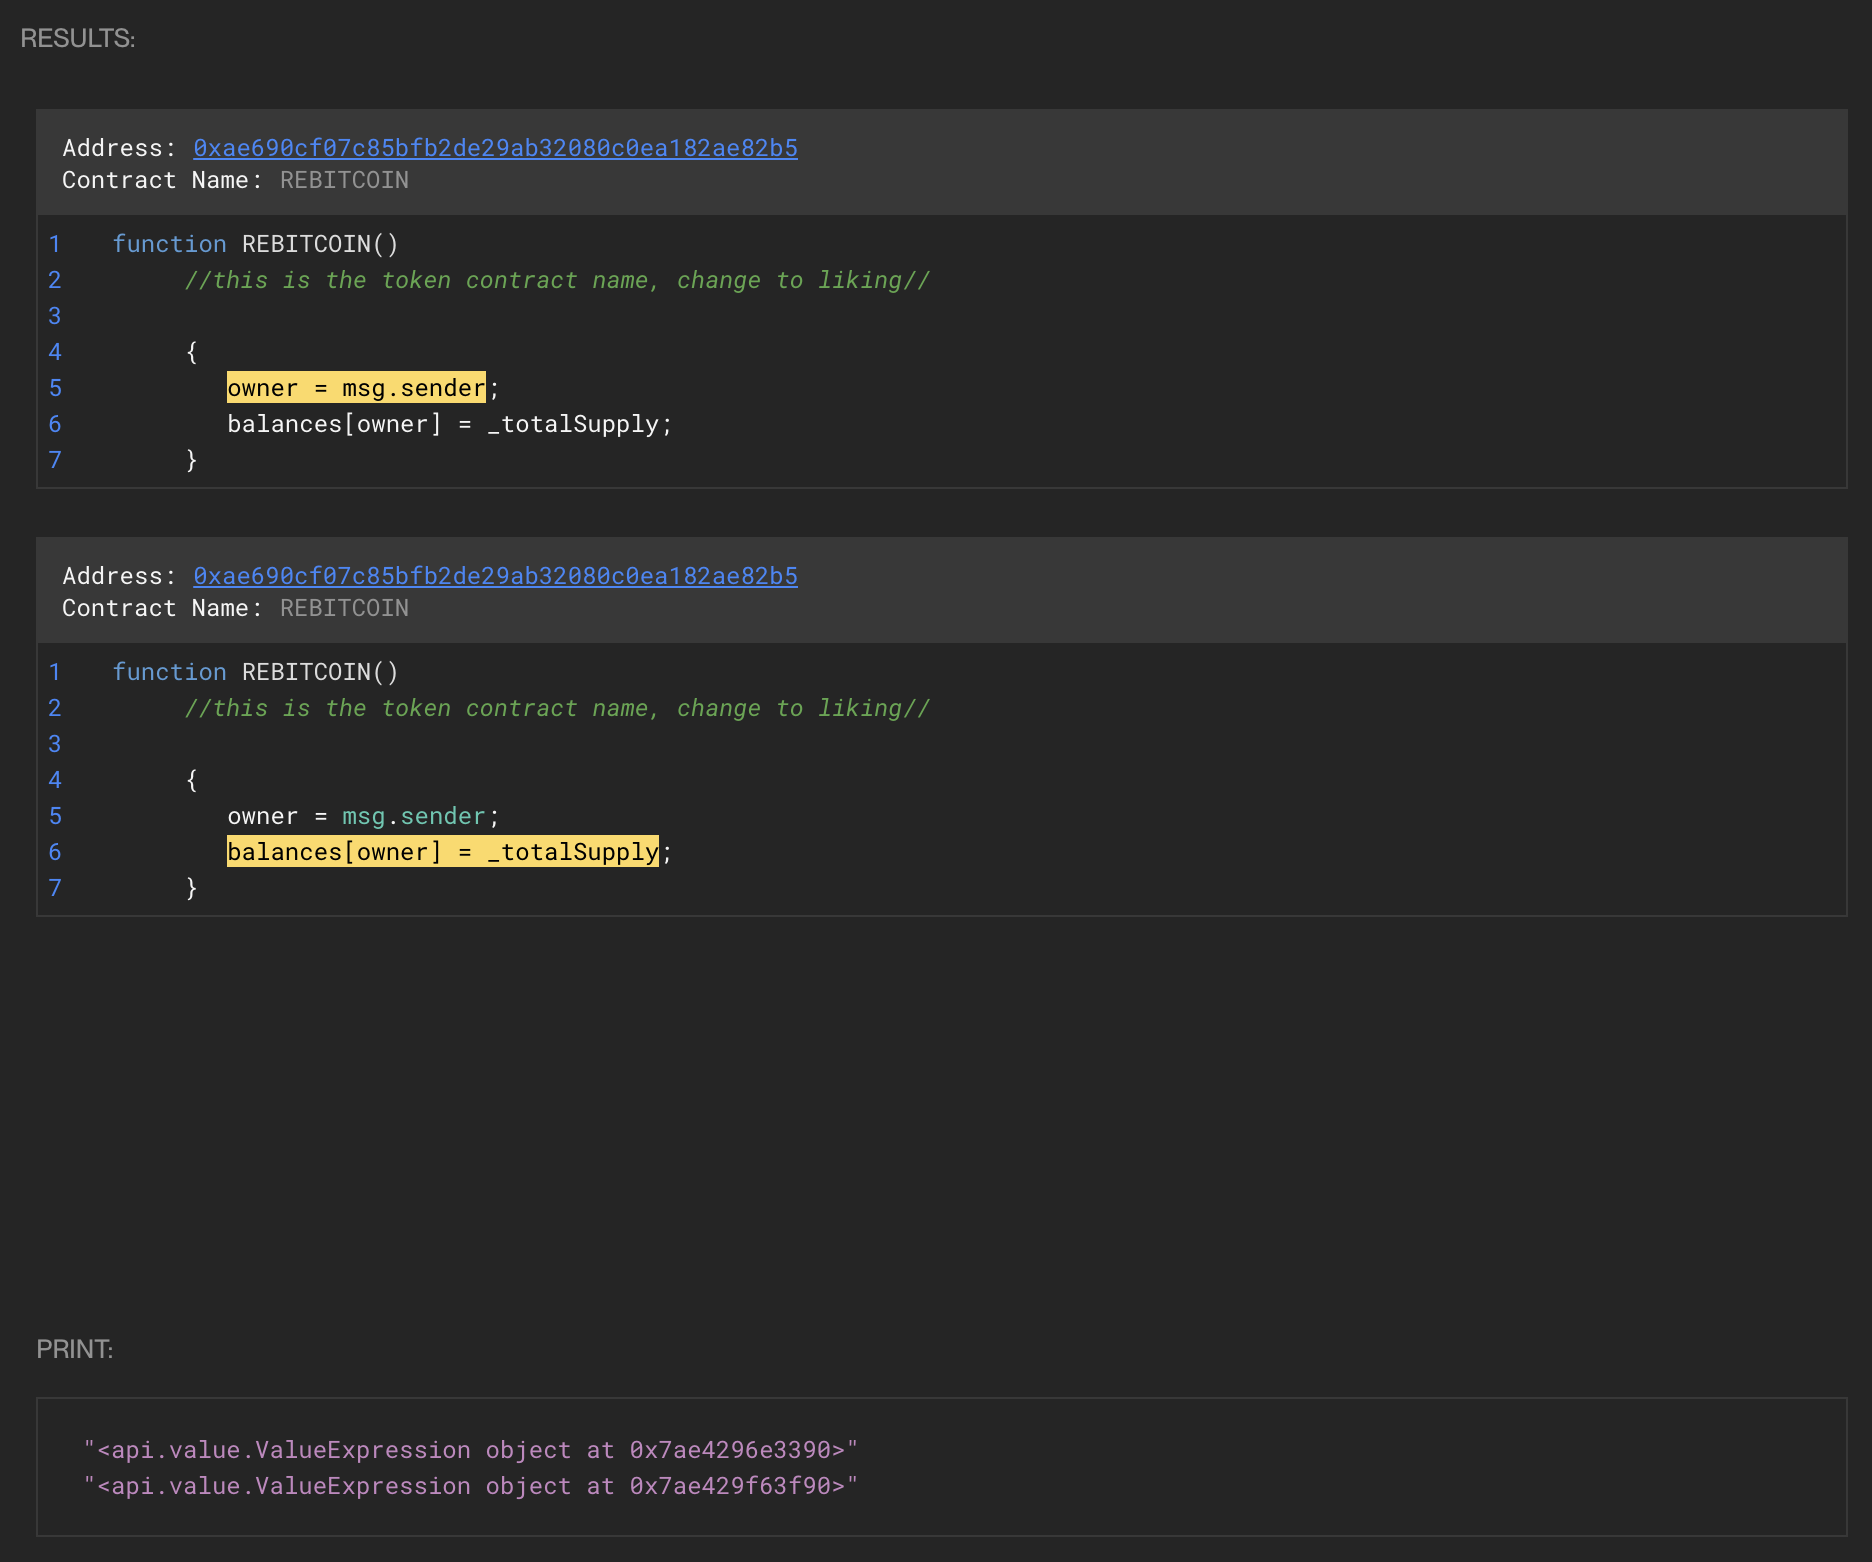 RESULTS:
Address: 0xae690cf07c85bfb2de29ab32080c0ea182ae82b5
Contract Name: REBITCOIN
1 function REBITCOIN()
2 //this is the token contract name, change to liking//
3
4 {
5 owner = msg.sender;
6 balances[owner] = _totalSupply;
7 }
Address: 0xae690cf07c85bfb2de29ab32080c0ea182ae82b5
Contract Name: REBITCOIN
1 function REBITCOIN()
2 //this is the token contract name, change to liking//
3
4 {
5 owner = msg.sender;
6 balances[owner] = _totalSupply;
7 }
PRINT:
"<api.value.ValueExpression object at 0x7ae4296e3390>"
"<api.value.ValueExpression object at 0x7ae429f63f90>"